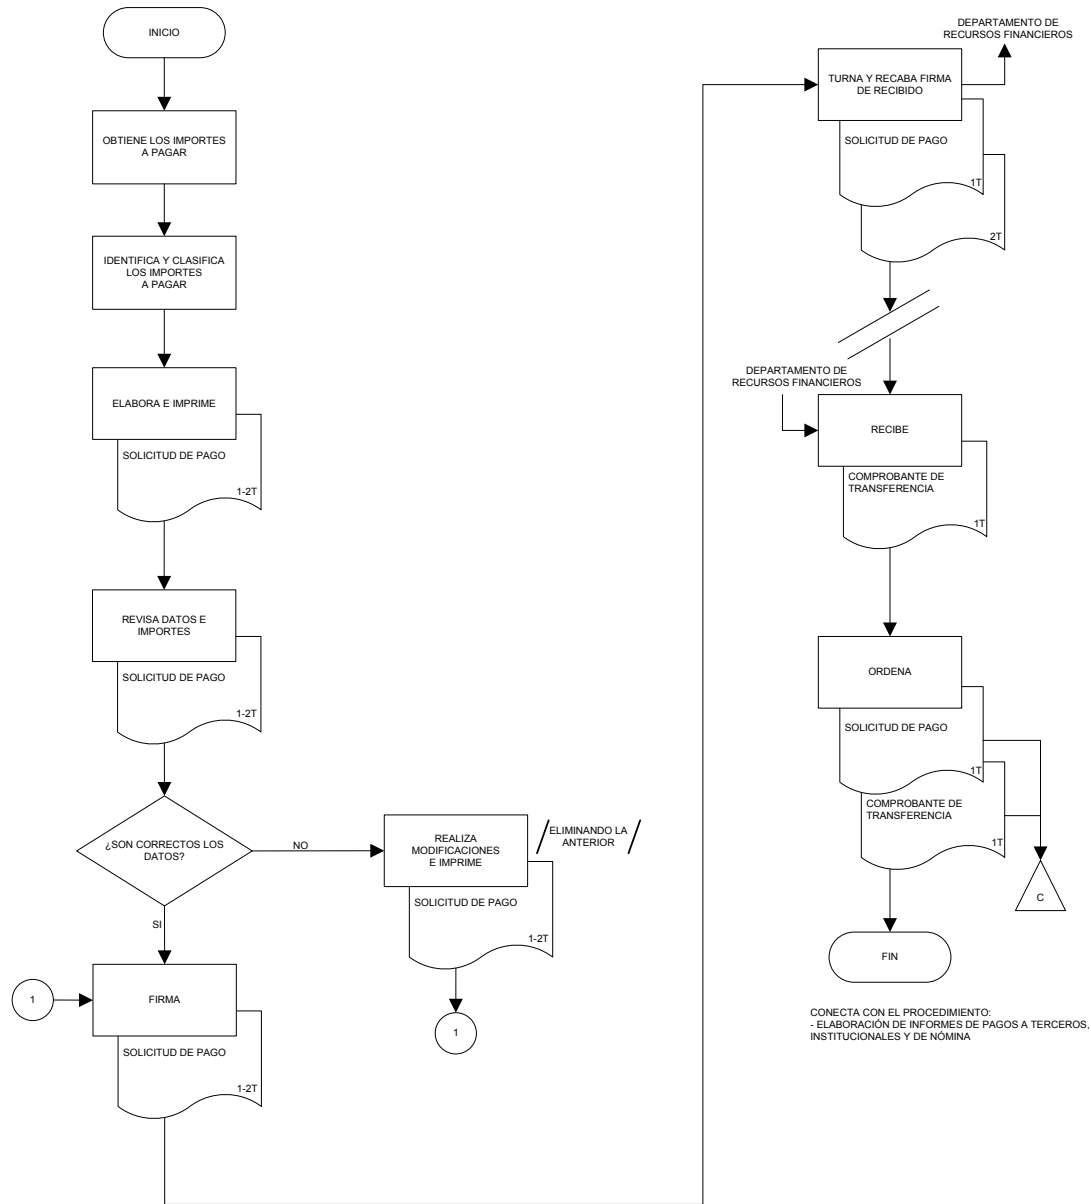 INICIO
OBTIENE LOS IMPORTES
A PAGAR
IDENTIFICA Y CLASIFICA
LOS IMPORTES
A PAGAR
ELABORA E IMPRIME
SOLICITUD DE PAGO
1-2T
REVISA DATOS E
IMPORTES
SOLICITUD DE PAGO
1-2T
¿SON CORRECTOS LOS
DATOS?
NO
SI
REALIZA
MODIFICACIONES
E IMPRIME
ELIMINANDO LA
ANTERIOR
SOLICITUD DE PAGO
1-2T
1
1
FIRMA
SOLICITUD DE PAGO
1-2T
DEPARTAMENTO DE
RECURSOS FINANCIEROS
TURNA Y RECABA FIRMA
DE RECIBIDO
SOLICITUD DE PAGO
1T
2T
DEPARTAMENTO DE
RECURSOS FINANCIEROS
RECIBE
COMPROBANTE DE
TRANSFERENCIA
1T
ORDENA
SOLICITUD DE PAGO
1T
COMPROBANTE DE
TRANSFERENCIA
1T
C
FIN
CONECTA CON EL PROCEDIMIENTO:
- ELABORACIÓN DE INFORMES DE PAGOS A TERCEROS,
INSTITUCIONALES Y DE NÓMINA